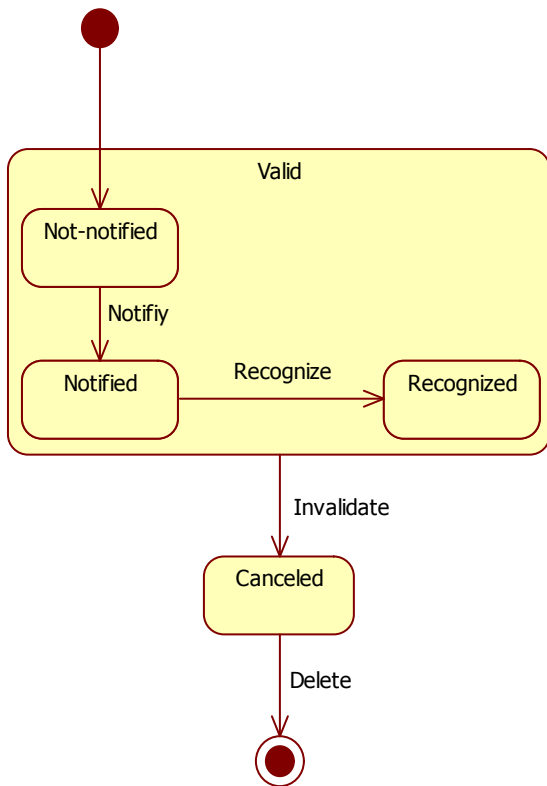 Valid
Not-notified
Notifiy
Notified
Recognize
Recognized
Invalidate
Canceled
Delete